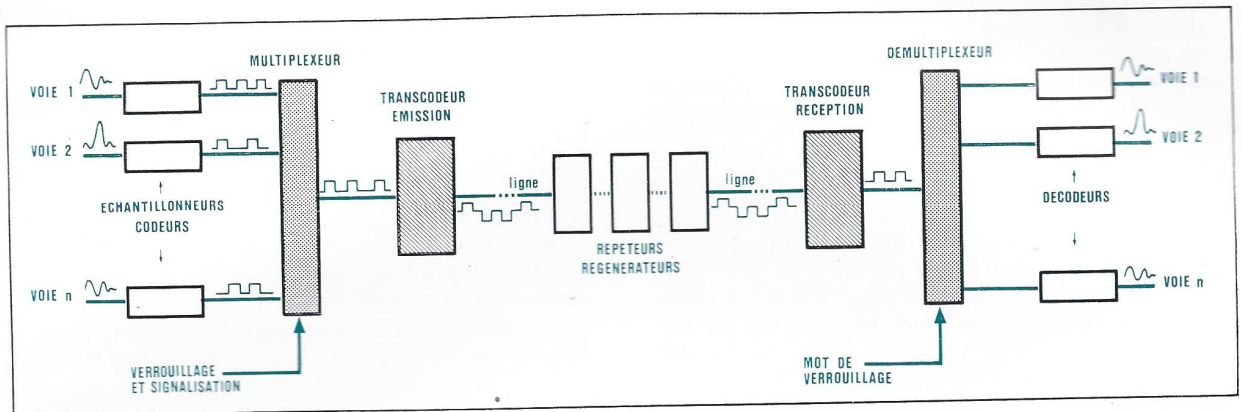 VOIE 1
VOIE 2
ECHANTILLONNEURS
CODEURS
VOIE n
MULTIPLEXEUR
VERROUILLAGE
ET SIGNALISATION
TRANSCODEUR
EMISSION
ligne
REPETEURS
REGENERATEURS
ligne
TRANSCODEUR
RECEPTION
DEMULTIPLEXEUR
MOT DE
VERROUILLAGE
VOIE 1
VOIE 2
DECODEURS
VOIE n